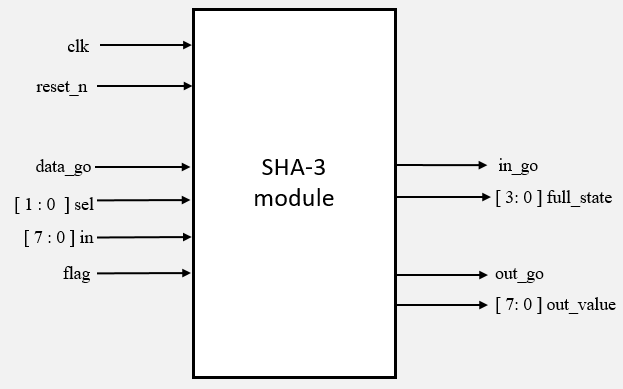 clk
reset_n
data_go
[ 1 : 0 ] sel
[ 7 : 0 ] in
flag
SHA-3
module
in_go
[ 3: 0 ] full_state
out_go
[ 7: 0 ] out_value